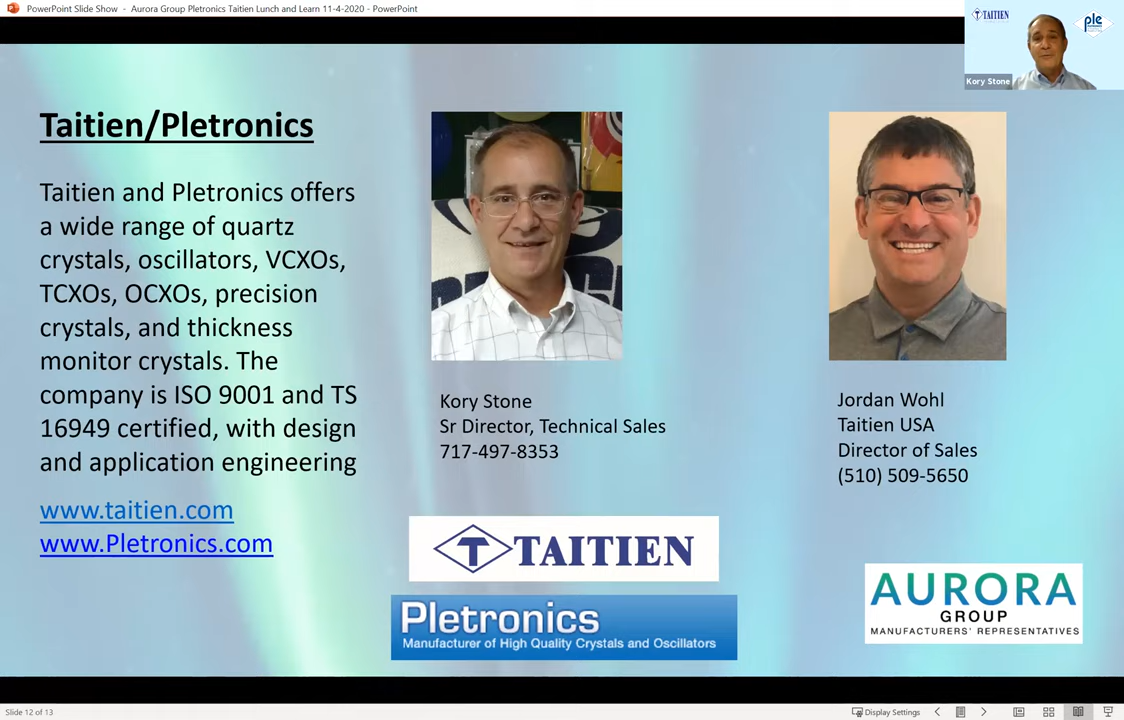 PowerPoint Slide Show - Aurora Group Pletronics Taitien Lunch and Learn 11-4-2020 - PowerPoint
TAITIEN
ple
Kory Stone
Taitien/Pletronics
Taitien and Pletronics offers
a wide range of quartz
crystals, oscillators, VCXOs,
TCXOs, OCXOs, precision
crystals, and thickness
monitor crystals. The
company is ISO 9001 and TS
16949 certified, with design
and application engineering
www.taitien.com
www.Pletronics.com
Kory Stone
Sr Director, Technical Sales
717-497-8353
Jordan Wohl
Taitien USA
Director of Sales
(510) 509-5650
T TAITIEN
Pletronics
Manufacturer of High Quality Crystals and Oscillators
AURORA
GROUP
MANUFACTURERS' REPRESENTATIVES
Slide 12 of 13
Display Settings